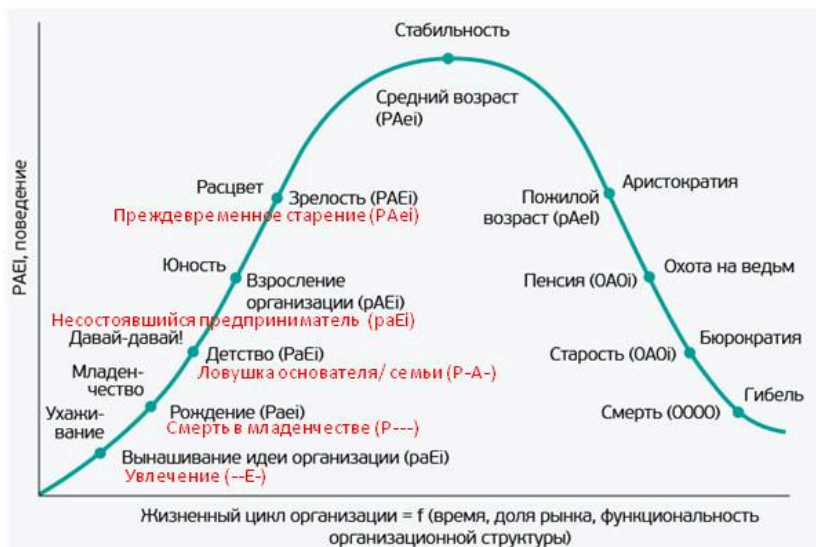 Стабильность
Средний возраст
(PAei)
Расцвет
Зрелость (PAEi)
Преждевременное старение (PAei)
Юность
Взросление
организации (pAEi)
Несостоявшийся предприниматель (paEi)
Давай-давай!
Детство (PaEi)
Ловушка основателя/ семьи (P-A-)
Младен-
чество
Рождение (Paei)
Смерть в младенчестве (P---)
Ухажи-
вание
Вынашивание идеи организации (paEi)
Увлечение (--E-)
Аристократия
Пожилой
возраст (pAeI)
Охота на ведьм
Пенсия (0A0i)
Бюрократия
Старость (0A0i)
Гибель
Смерть (0000)
PAEI, поведение
Жизненный цикл организации = f (время, доля рынка, функциональность
организационной структуры)